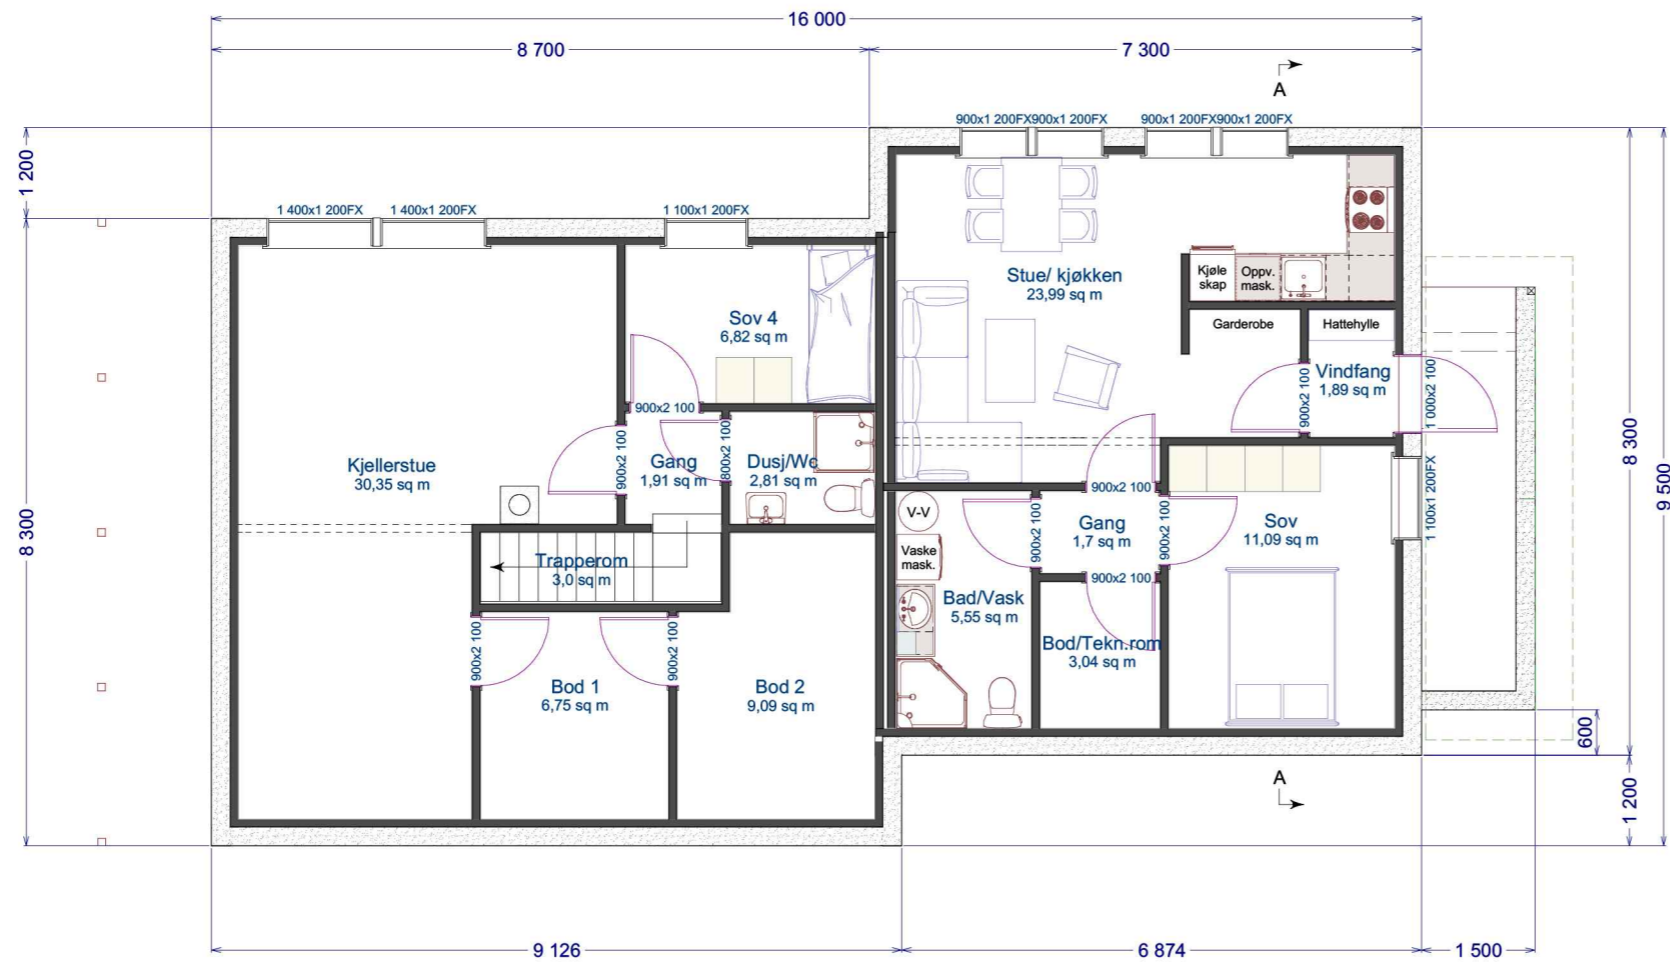 16 000
8 700
7 300
A
900x1 200FX900x1 200FX
900x1 200FX900x1 200FX
1 200
1 400x1 200FX
1 400x1 200FX
1 100x1 200FX
Stue/ kjøkken
23,99 sq m
Kjøle
skap
Oppv.
mask.
Garderobe
Hattehylle
Sov 4
6,82 sq m
Vindfang
1,89 sq m
900x2 100
1 000x2 100
900x2 100
900x2 100
800x2 100
Kjellerstue
30,35 sq m
Gang
1,91 sq m
Dusj/Wc
2,81 sq m
8 300
9 500
8 300
900x2 100
1 100x1 200FX
V-V
Vaske
mask.
900x2 100
Gang
1,7 sq m
900x2 100
Sov
11,09 sq m
Trapperom
3,0 sq m
900x2 100
Bad/Vask
5,55 sq m
Bod/Tekn.rom
3,04 sq m
900x2 100
900x2 100
Bod 1
6,75 sq m
Bod 2
9,09 sq m
600
A
1 200
9 126
6 874
1 500